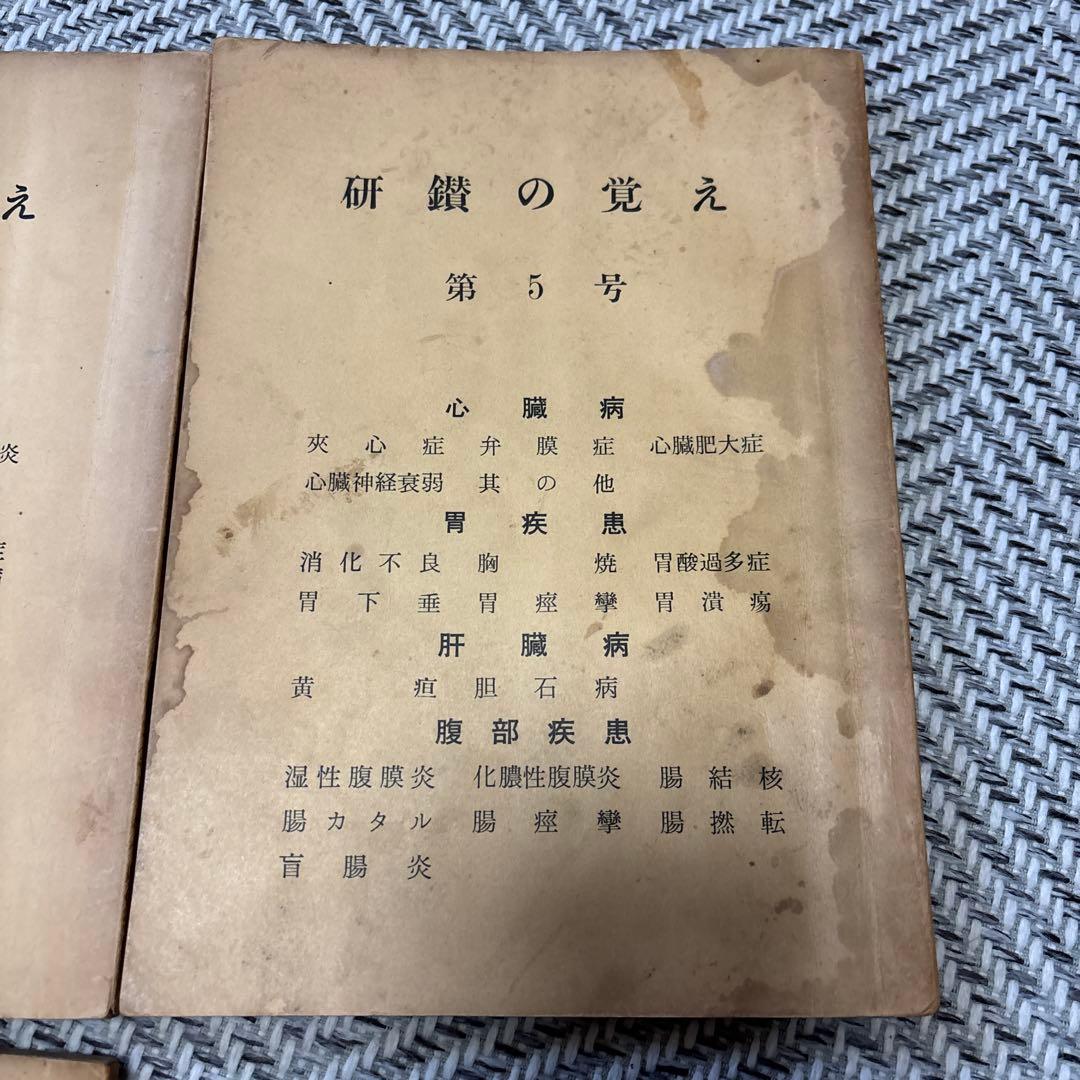 研鑚の覚え
第5号
心臓病
夾心症 弁膜症 心臓肥大症
心臓神経衰弱 其の他
胃疾患
消化不良 胸焼 胃酸過多症
胃下垂 胃痙攣 胃潰瘍
肝臓病
黄疸 胆石病
腹部疾患
湿性腹膜炎 化膿性腹膜炎 腸結核
腸カタル 腸痙攣 腸撚転
盲腸炎
え
炎
症